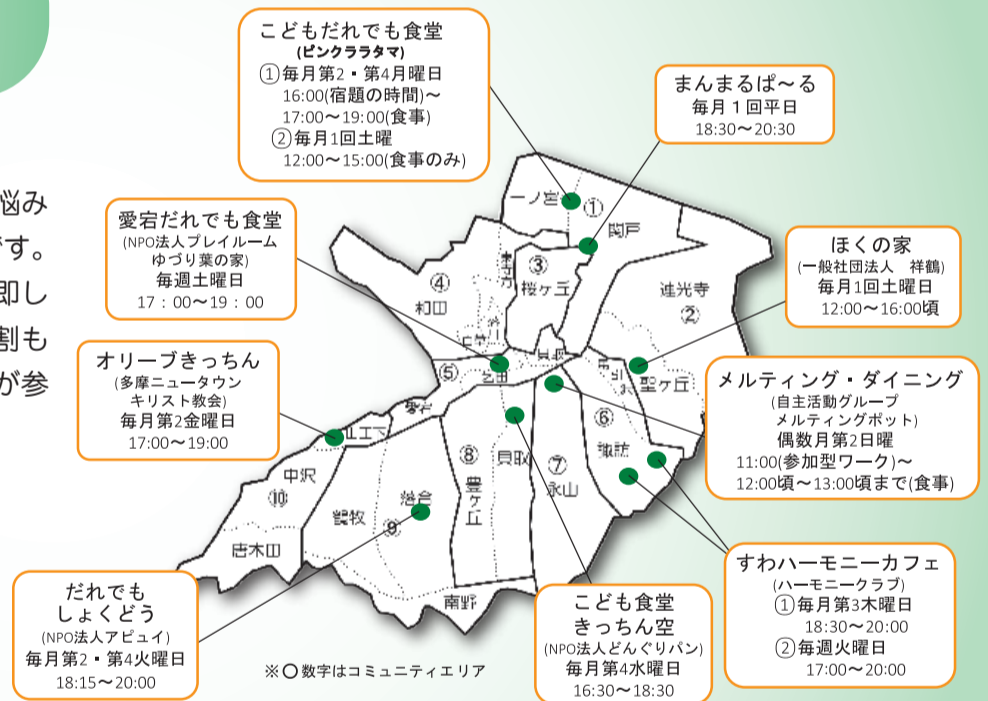 こどもだれでも食堂
(ピンクララタマ)
①毎月第2・第4月曜日
16:00(宿題の時間)～
17:00～19:00(食事)
②毎月1回土曜
12:00～15:00(食事のみ)
まんまるぱ～る
毎月1回平日
18:30～20:30
悩み
です。
即し
割も
が参
愛宕だれでも食堂
(NPO法人プレイルーム
ゆづり葉の家)
毎週土曜日
17：00～19：00
ほくの家
(一般社団法人 祥鶴)
毎月1回土曜日
12:00～16:00頃
オリーブきっちん
(多摩ニュータウン
キリスト教会)
毎月第2金曜日
17:00～19:00
メルティング・ダイニング
(自主活動グループ
メルティングポット)
偶数月第2日曜
11:00(参加型ワーク)～
12:00頃～13:00頃まで(食事)
一ノ宮
①
関戸
③
桜ヶ丘
④
和田
連光寺
②
聖ヶ丘
⑤
乞田
貝取
⑥
諏訪
⑦
永山
⑧
豊ヶ丘
貝取
落合
⑨
鶴牧
中沢
⑩
唐木田
南野
だれでも
しょくどう
(NPO法人アピュイ)
毎月第2・第4火曜日
18:15～20:00
※〇数字はコミュニティエリア
こども食堂
きっちん空
(NPO法人どんぐりパン)
毎月第4水曜日
16:30～18:30
すわハーモニーカフェ
(ハーモニークラブ)
①毎月第3木曜日
18:30～20:00
②毎週火曜日
17:00～20:00